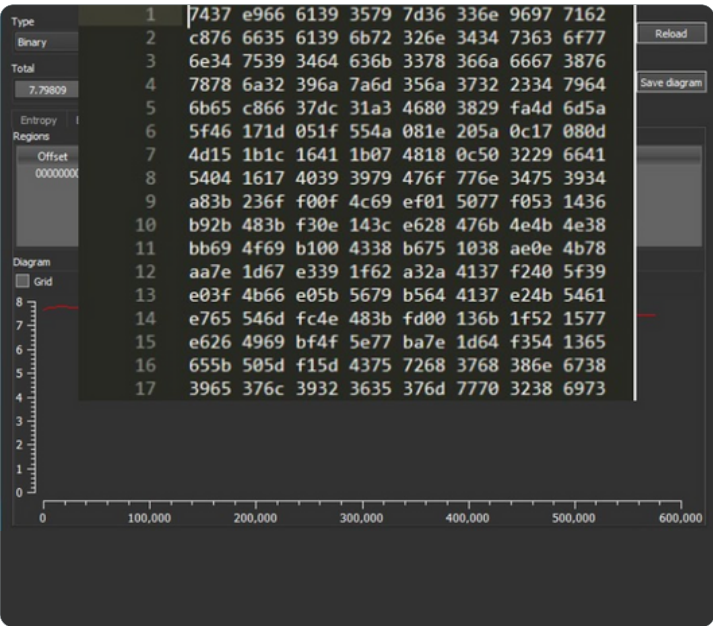 Type
Binary
Reload
Total
7.79809
Save diagram
Entropy
Regions
Offset
00000000
1 7437 e966 6139 3579 7d36 336e 9697 7162
2 c876 6635 6139 6b72 326e 3434 7363 6f77
3 6e34 7539 3464 636b 3378 366a 6667 3876
4 7878 6a32 396a 7a6d 356a 3732 2334 7964
5 6b65 c866 37dc 31a3 4680 3829 fa4d 6d5a
6 5f46 171d 051f 554a 081e 205a 0c17 080d
7 4d15 1b1c 1641 1b07 4818 0c50 3229 6641
8 5404 1617 4039 3979 476f 776e 3475 3934
9 a83b 236f f00f 4c69 ef01 5077 f053 1436
10 b92b 483b f30e 143c e628 476b 4e4b 4e38
11 bb69 4f69 b100 4338 b675 1038 ae0e 4b78
12 aa7e 1d67 e339 1f62 a32a 4137 f240 5f39
13 e03f 4b66 e05b 5679 b564 4137 e24b 5461
14 e765 546d fc4e 483b fd00 136b 1f52 1577
15 e626 4969 bf4f 5e77 ba7e 1d64 f354 1365
16 655b 505d f15d 4375 7268 3768 386e 6738
17 3965 376c 3932 3635 376d 7770 3238 6973
Diagram
Grid
8
7
6
5
4
3
2
1
0
0 100,000 200,000 300,000 400,000 500,000 600,000